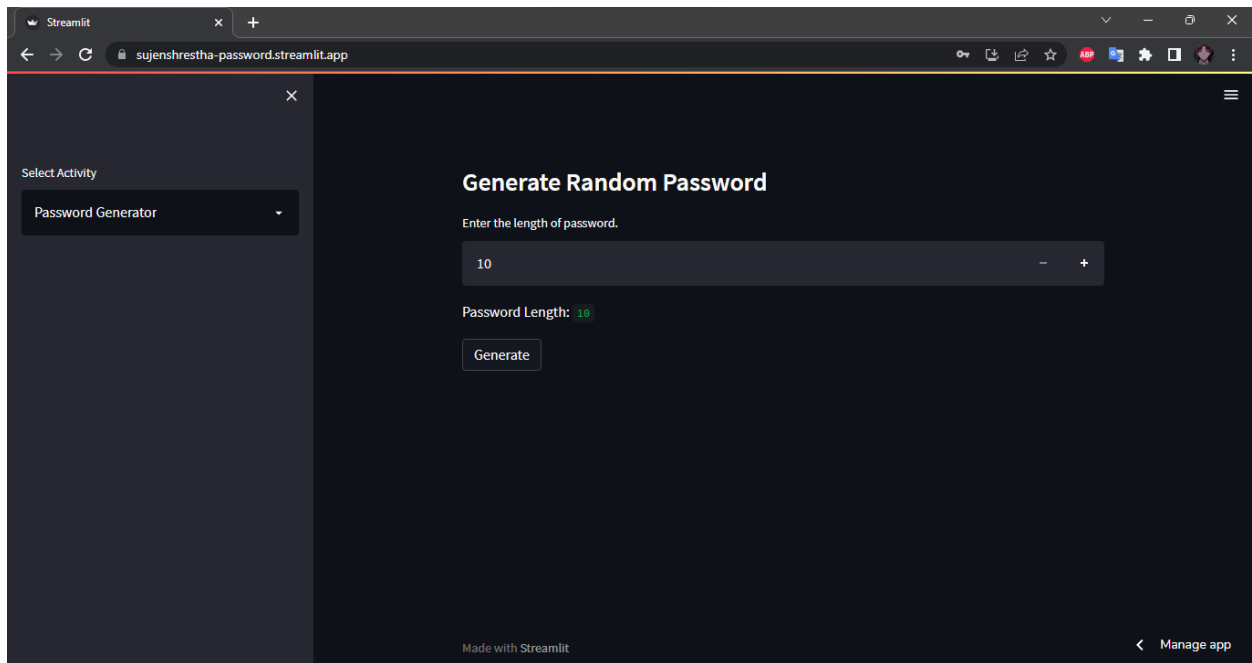 Streamlit
sujenshrestha-password.streamlit.app
ABP
Select Activity
Password Generator
Generate Random Password
Enter the length of password.
10
Password Length: 10
Generate
Made with Streamlit
Manage app